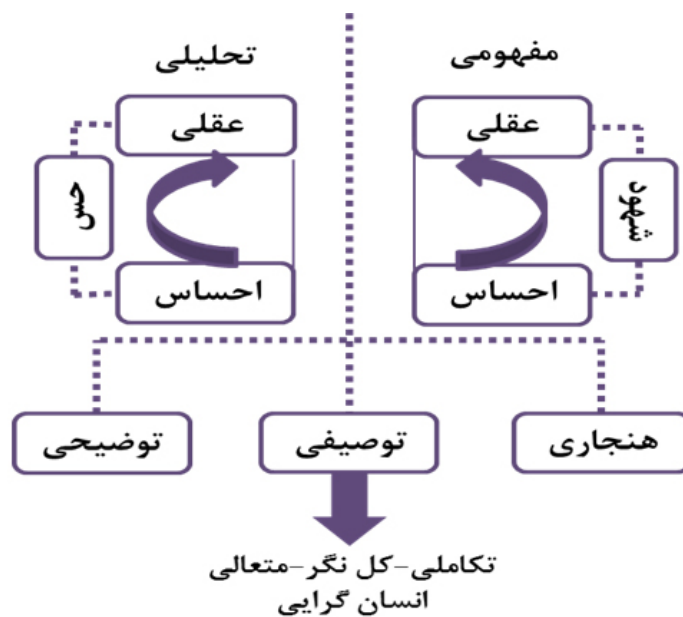 مفهومی
تحلیلی
عقلی
عقلی
شهود
حس
احساس
احساس
هنجاری
توصیفی
توضیحی
تکاملی-کل نگر-متعالی
انسان گرایی